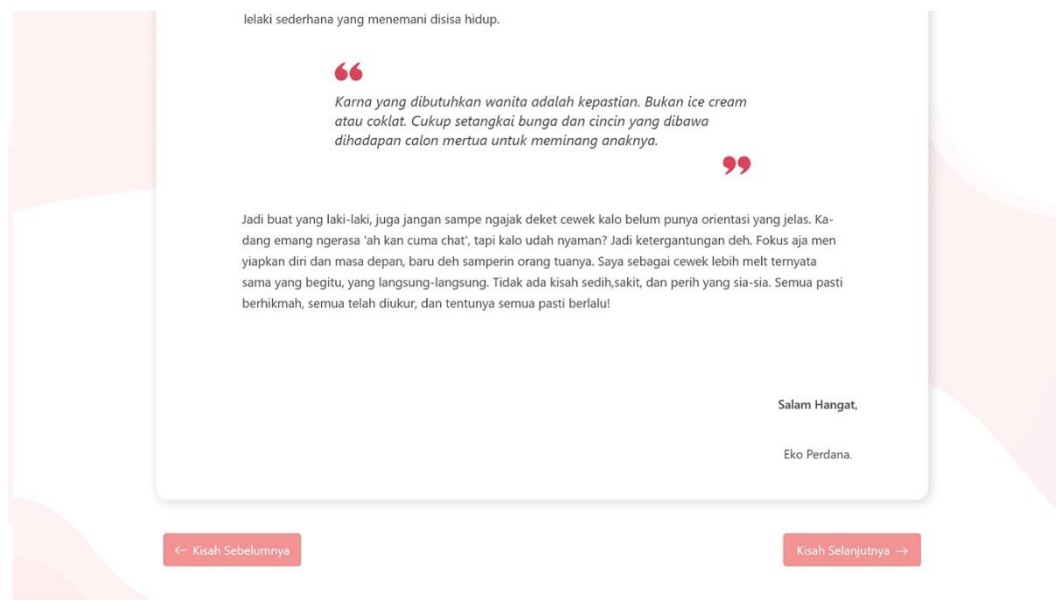 lelaki sederhana yang menemani disisa hidup.
“
Karna yang dibutuhkan wanita adalah kepastian. Bukan ice cream
atau coklat. Cukup setangkai bunga dan cincin yang dibawa
dihadapan calon mertua untuk meminang anaknya.
”
Jadi buat yang laki-laki, juga jangan sampe ngajak deket cewek kalo belum punya orientasi yang jelas. Ka-
dang emang ngerasa 'ah kan cuma chat', tapi kalo udah nyaman? Jadi ketergantungan deh. Fokus aja men
yiapkan diri dan masa depan, baru deh samperin orang tuanya. Saya sebagai cewek lebih melt ternyata
sama yang begitu, yang langsung-langsung. Tidak ada kisah sedih,sakit, dan perih yang sia-sia. Semua pasti
berhikmah, semua telah diukur, dan tentunya semua pasti berlalu!
Salam Hangat,
Eko Perdana.
← Kisah Sebelumnya
Kisah Selanjutnya →